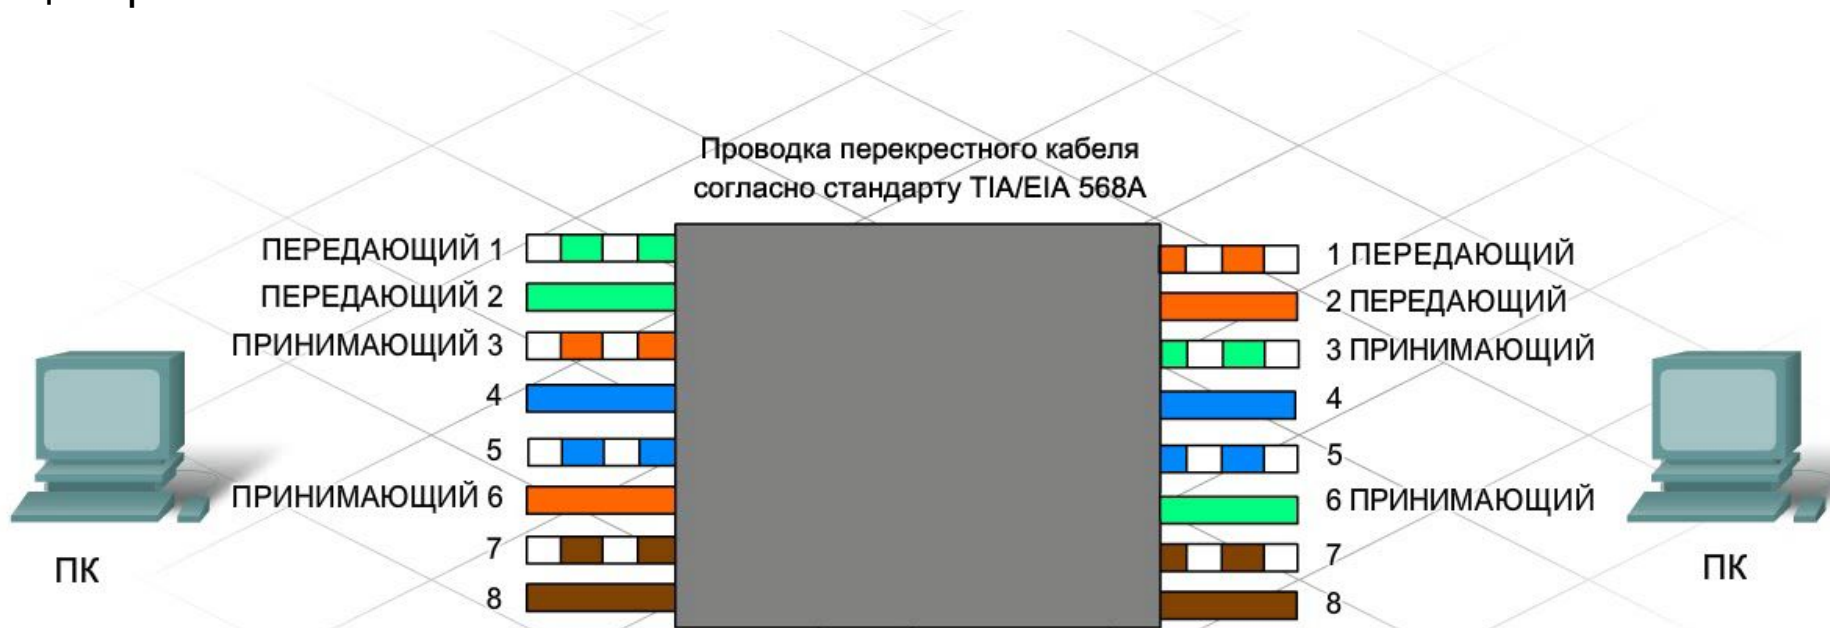 Проводка перекрестного кабеля
согласно стандарту TIA/EIA 568A
ПЕРЕДАЮЩИЙ 1
ПЕРЕДАЮЩИЙ 2
ПРИНИМАЮЩИЙ 3
4
5
ПРИНИМАЮЩИЙ 6
7
8
1 ПЕРЕДАЮЩИЙ
2 ПЕРЕДАЮЩИЙ
3 ПРИНИМАЮЩИЙ
4
5
6 ПРИНИМАЮЩИЙ
7
8
ПК
ПК